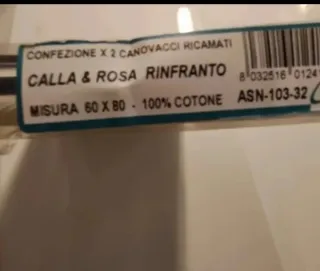 CONFEZIONE X 2 CANOVACCI RICAMATI
CALLA & ROSA RINFRANTO
8 032516 0124
MISURA 60 X 80 - 100% COTONE ASN-103-32